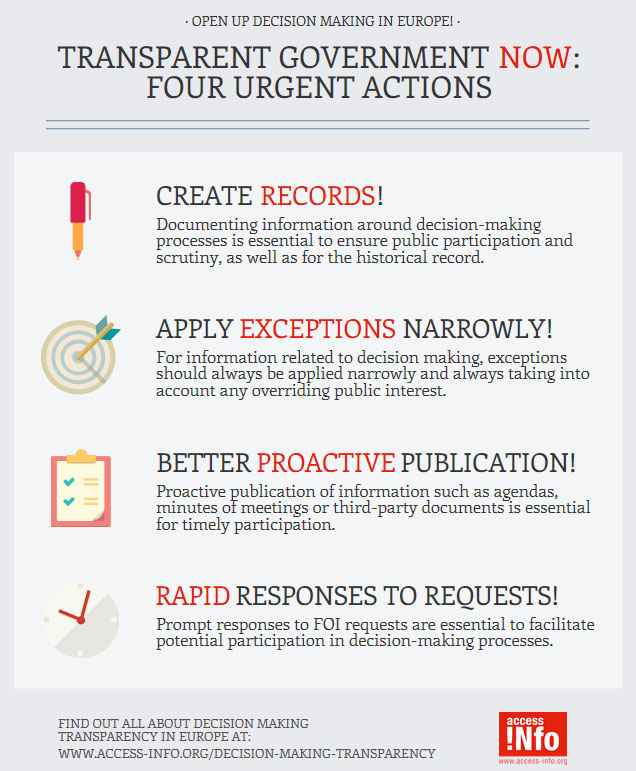 · OPEN UP DECISION MAKING IN EUROPE! ·
TRANSPARENT GOVERNMENT NOW:
FOUR URGENT ACTIONS
CREATE RECORDS!
Documenting information around decision-making
processes is essential to ensure public participation and
scrutiny, as well as for the historical record.
APPLY EXCEPTIONS NARROWLY!
For information related to decision making, exceptions
should always be applied narrowly and always taking into
account any overriding public interest.
BETTER PROACTIVE PUBLICATION!
Proactive publication of information such as agendas,
minutes of meetings or third-party documents is essential
for timely participation.
RAPID RESPONSES TO REQUESTS!
Prompt responses to FOI requests are essential to facilitate
potential participation in decision-making processes.
FIND OUT ALL ABOUT DECISION MAKING
TRANSPARENCY IN EUROPE AT:
WWW.ACCESS-INFO.ORG/DECISION-MAKING-TRANSPARENCY
access
!Nfo
www.access-info.org